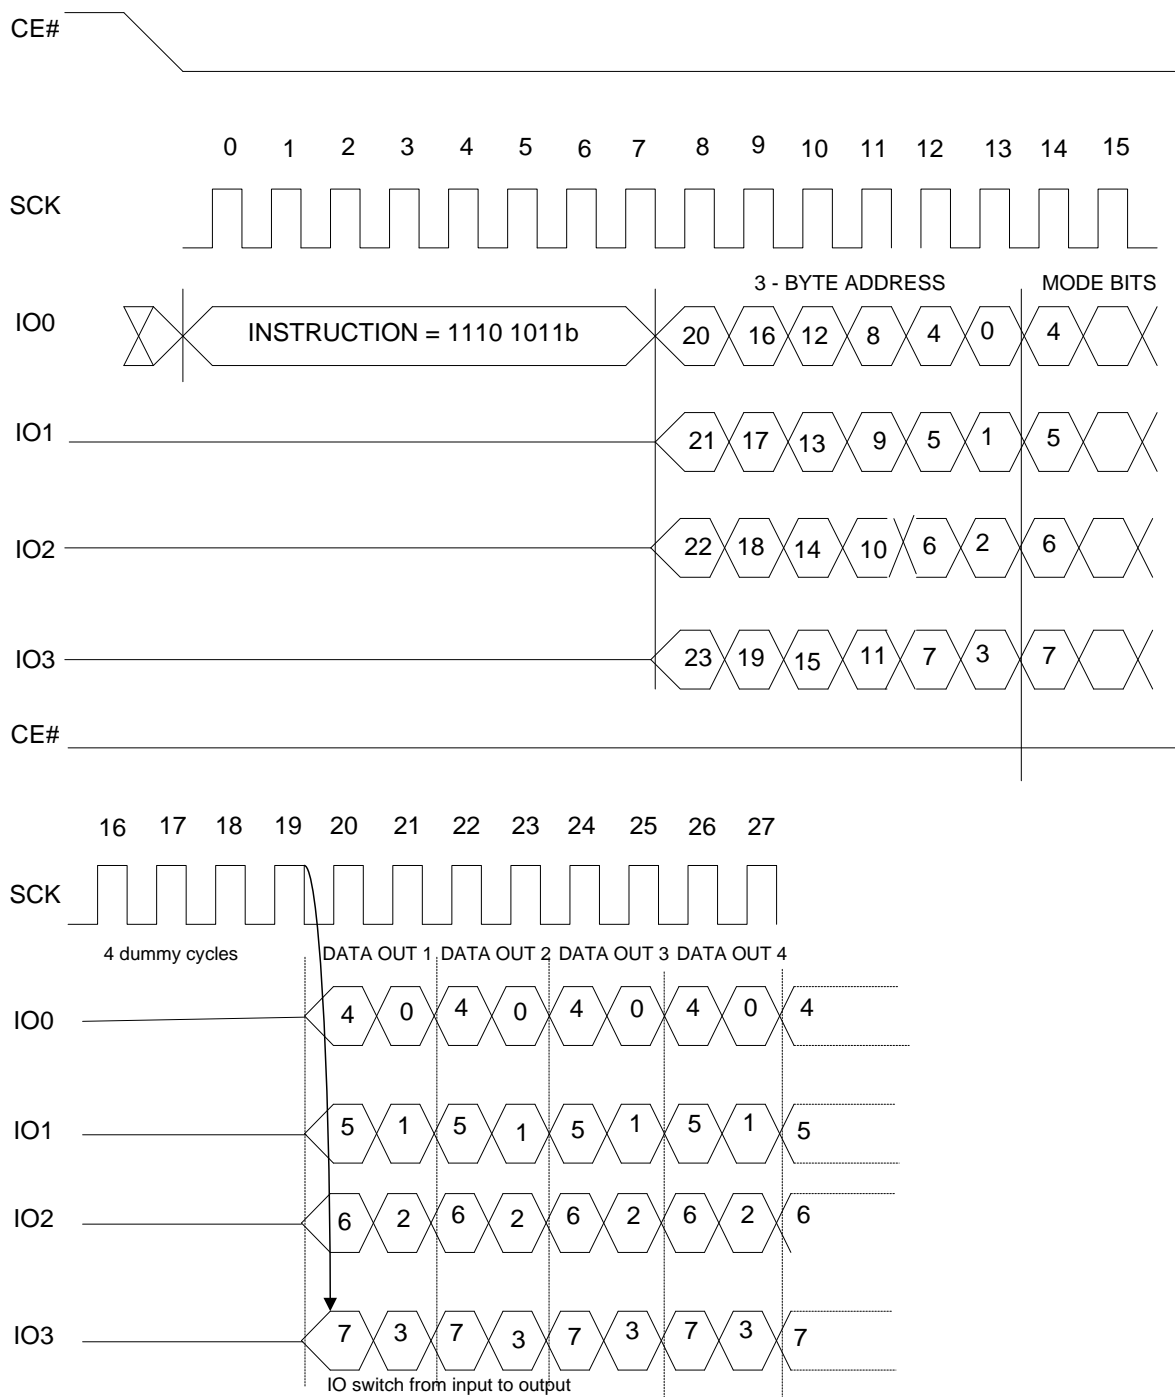 CE#
0 1 2 3 4 5 6 7 8 9 10 11 12 13 14 15
SCK
3 - BYTE ADDRESS MODE BITS
IO0 INSTRUCTION = 1110 1011b 20 16 12 8 4 0 4
IO1 21 17 13 9 5 1 5
IO2 22 18 14 10 6 2 6
IO3 23 19 15 11 7 3 7
CE#
16 17 18 19 20 21 22 23 24 25 26 27
SCK
4 dummy cycles DATA OUT 1 DATA OUT 2 DATA OUT 3 DATA OUT 4
IO0 4 0 4 0 4 0 4 0 4
IO1 5 1 5 1 5 1 5 1 5
IO2 6 2 6 2 6 2 6 2 6
IO3 7 3 7 3 7 3 7 3 7
IO switch from input to output